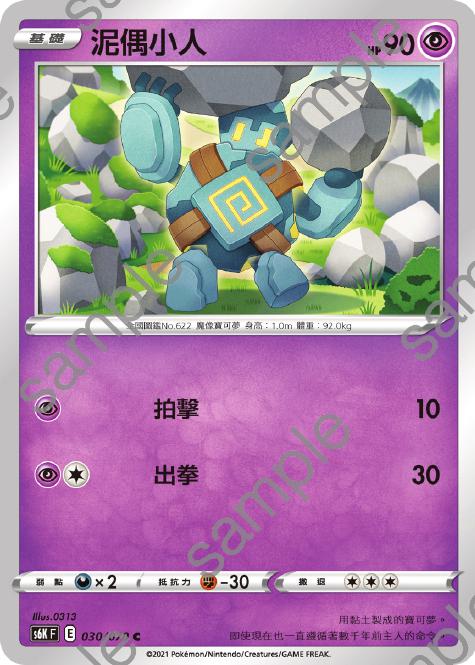 基礎 泥偶小人 HP90
全國圖鑑No.622 魔像寶可夢 身高：1.0m 體重：92.0kg
拍擊 10
出拳 30
弱點 ×2 抵抗力 -30 撤退
Illus.0313
s6K F E 030/070 C
用黏土製成的寶可夢。
即使現在也一直遵循著數千年前主人的命令。
©2021 Pokémon/Nintendo/Creatures/GAME FREAK.
sample
sample
sample
sample
sample